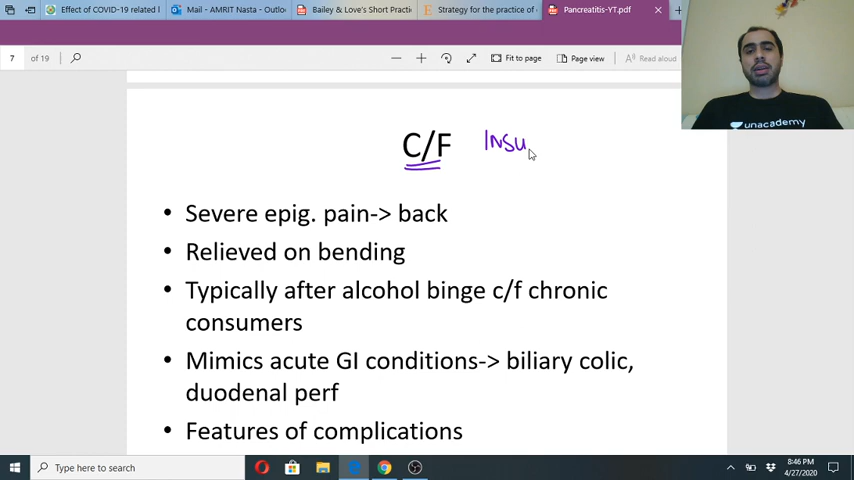 Effect of COVID-19 related l
Mail - AMRIT Nasta - Outlo
Bailey & Love's Short Practi
Strategy for the practice of
Pancreatitis-YT.pdf
7 of 19
Fit to page
Page view
Read aloud
unacademy
C/F Insu
• Severe epig. pain-> back
• Relieved on bending
• Typically after alcohol binge c/f chronic
consumers
• Mimics acute GI conditions-> biliary colic,
duodenal perf
• Features of complications
Type here to search
8:46 PM
4/27/2020